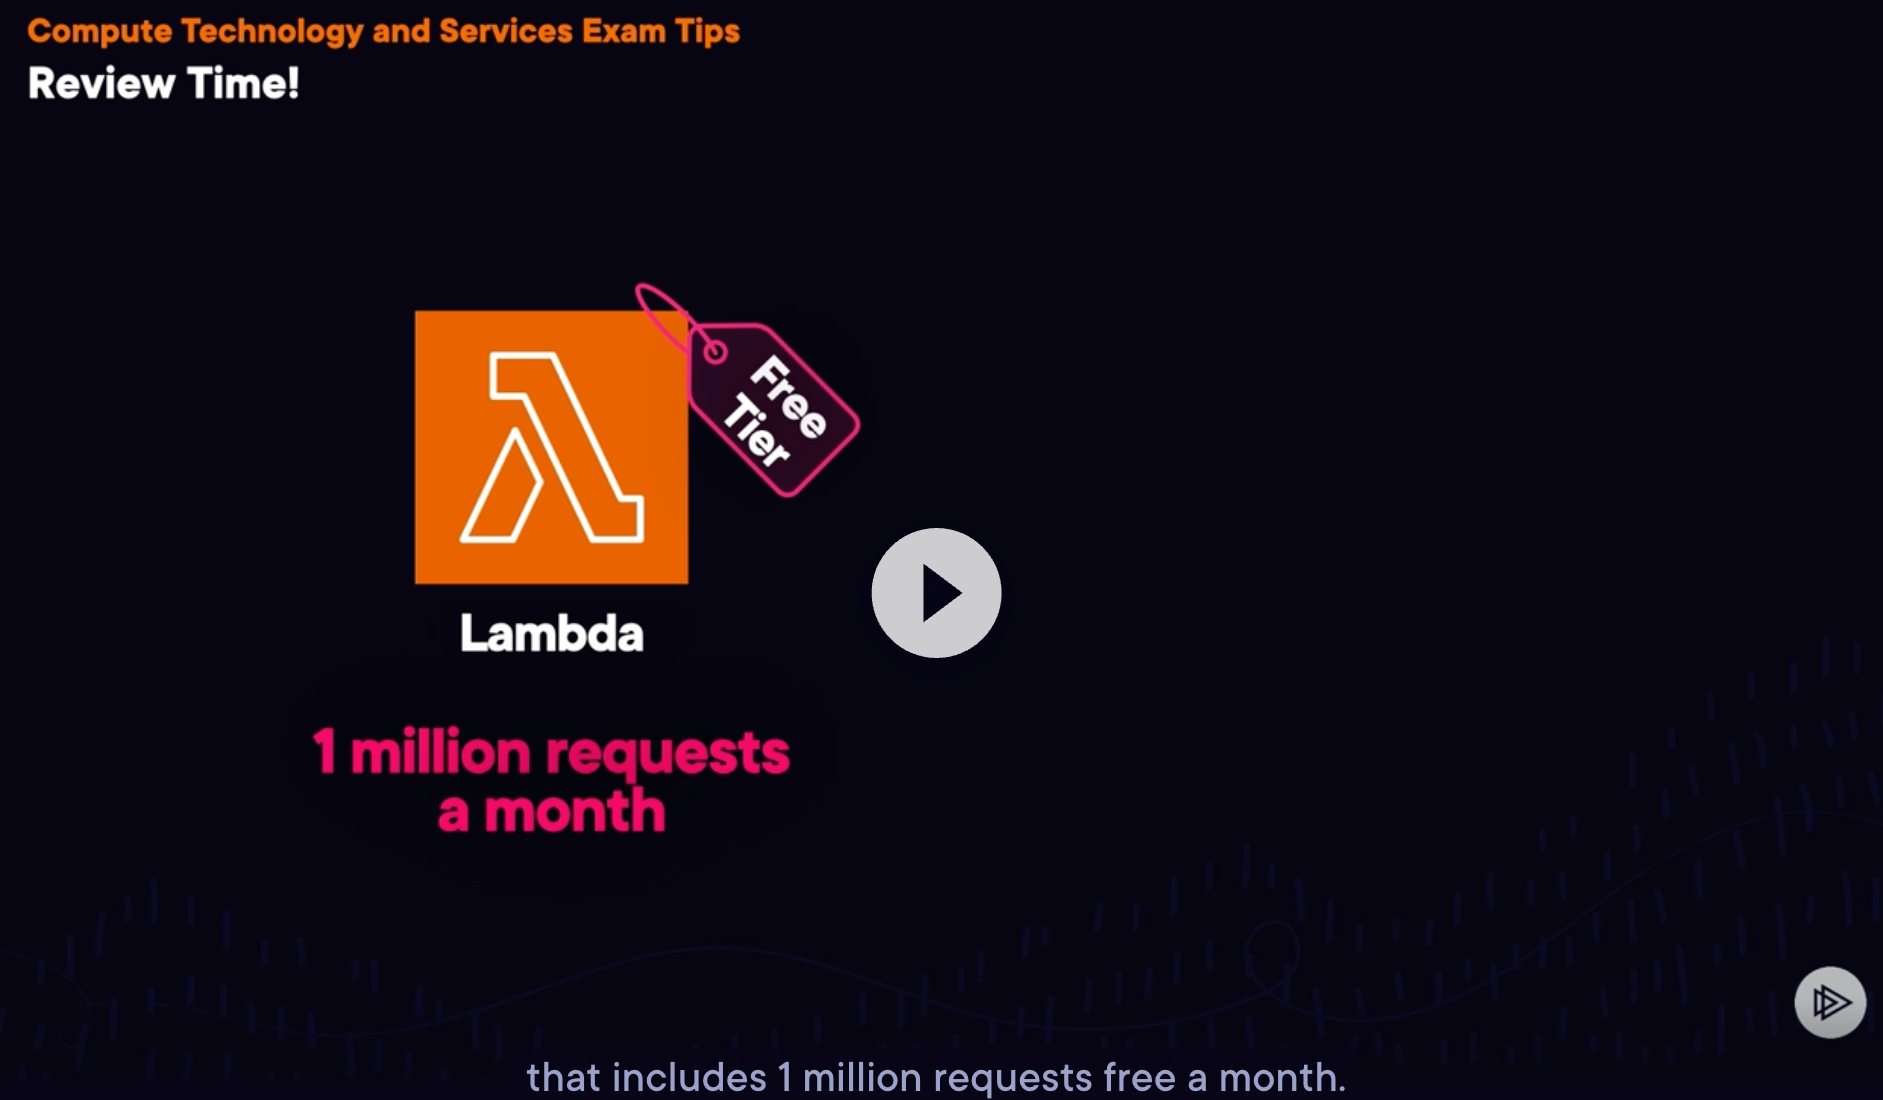 Compute Technology and Services Exam Tips
Review Time!
Free
Tier
Lambda
1 million requests
a month
that includes 1 million requests free a month.